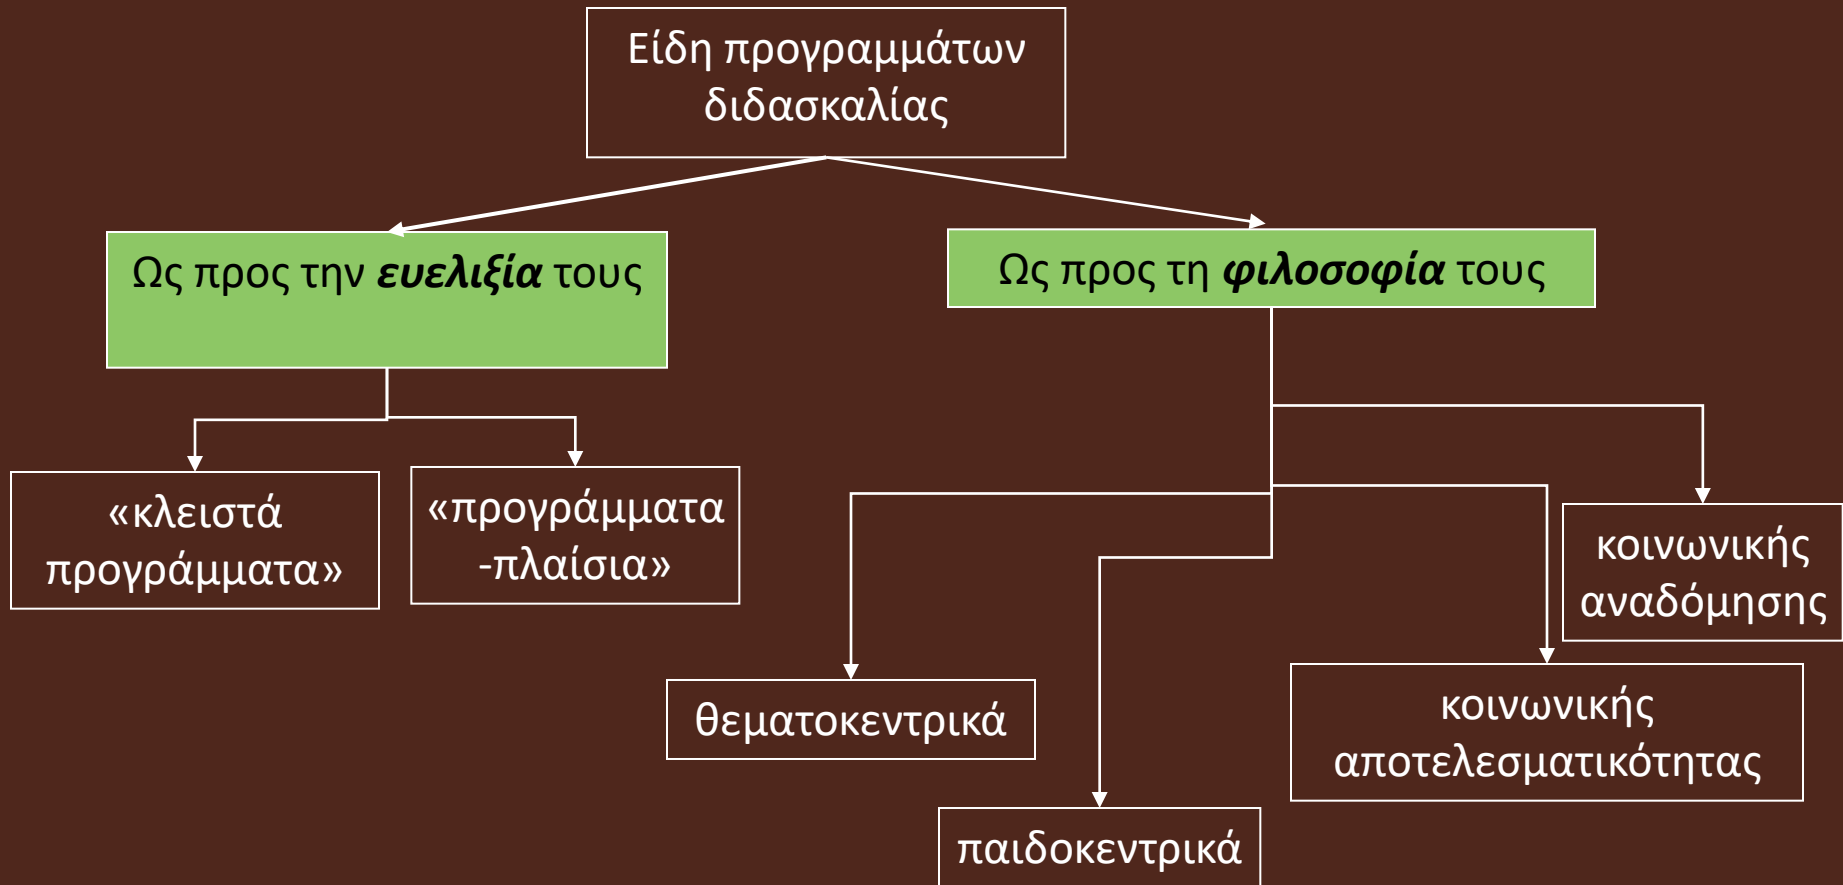 Είδη προγραμμάτων
διδασκαλίας
Ως προς την ευελιξία τους
Ως προς τη φιλοσοφία τους
«κλειστά
προγράμματα»
«προγράμματα
-πλαίσια»
κοινωνικής
αναδόμησης
θεματοκεντρικά
κοινωνικής
αποτελεσματικότητας
παιδοκεντρικά